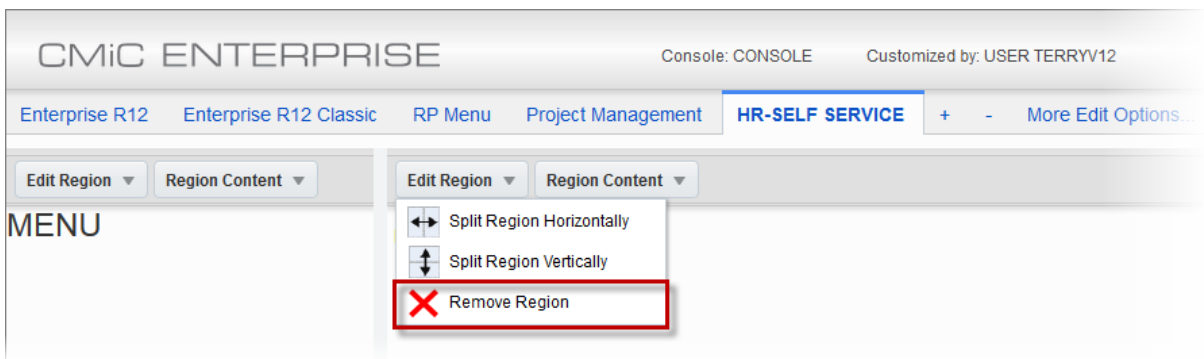 CMiC ENTERPRISE Console: CONSOLE Customized by: USER TERRYV12
Enterprise R12 Enterprise R12 Classic RP Menu Project Management HR-SELF SERVICE + - More Edit Options...
Edit Region Region Content Edit Region Region Content
MENU
Split Region Horizontally
Split Region Vertically
Remove Region